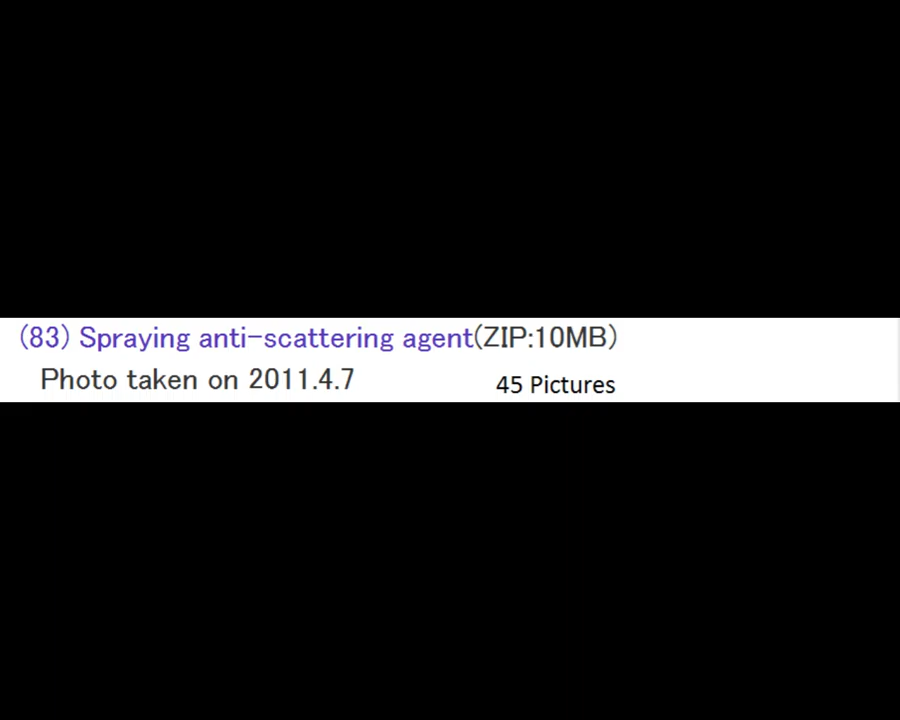 (83) Spraying anti-scattering agent(ZIP:10MB)
Photo taken on 2011.4.7 45 Pictures